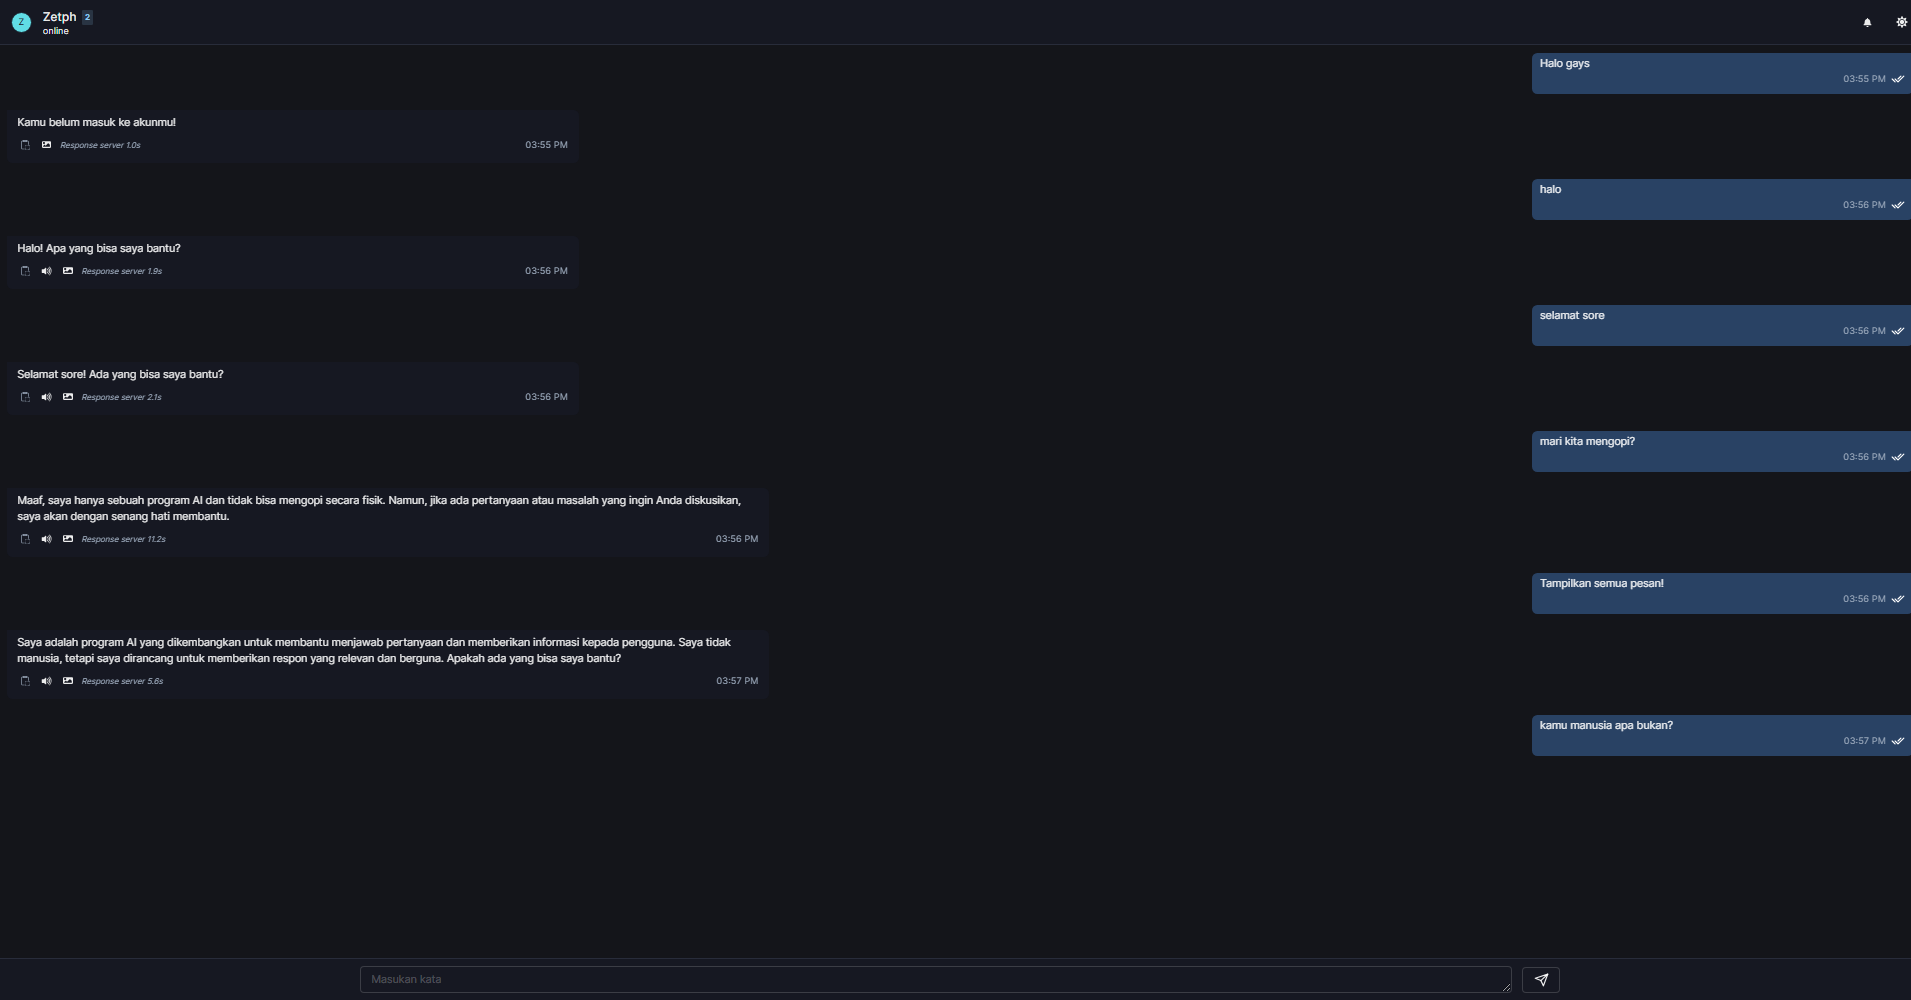 Z
Zetph 2
online
Halo gays
03:55 PM
Kamu belum masuk ke akunmu!
Response server 1.0s 03:55 PM
halo
03:56 PM
Halo! Apa yang bisa saya bantu?
Response server 1.9s 03:56 PM
selamat sore
03:56 PM
Selamat sore! Ada yang bisa saya bantu?
Response server 2.1s 03:56 PM
mari kita mengopi?
03:56 PM
Maaf, saya hanya sebuah program AI dan tidak bisa mengopi secara fisik. Namun, jika ada pertanyaan atau masalah yang ingin Anda diskusikan,
saya akan dengan senang hati membantu.
Response server 11.2s 03:56 PM
Tampilkan semua pesan!
03:56 PM
Saya adalah program AI yang dikembangkan untuk membantu menjawab pertanyaan dan memberikan informasi kepada pengguna. Saya tidak
manusia, tetapi saya dirancang untuk memberikan respon yang relevan dan berguna. Apakah ada yang bisa saya bantu?
Response server 5.6s 03:57 PM
kamu manusia apa bukan?
03:57 PM
Masukan kata